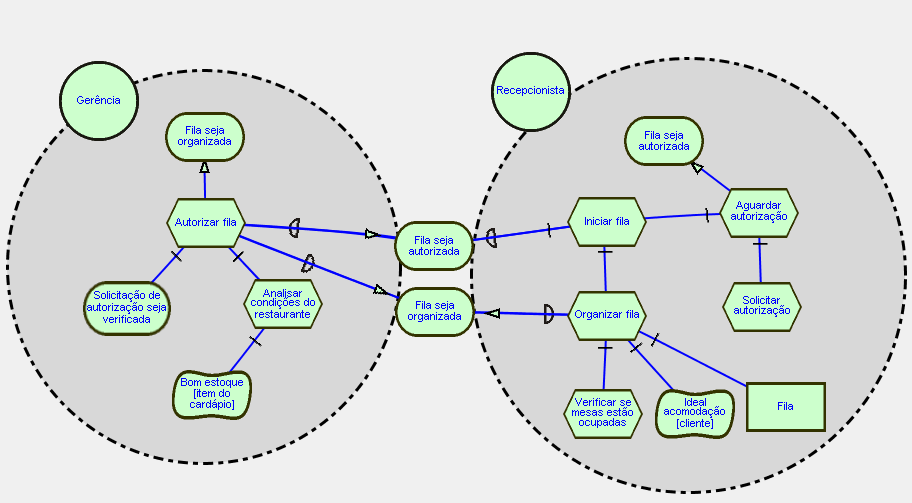 Gerência
Fila seja
organizada
Autorizar fila
Solicitação de
autorização seja
verificada
Analisar
condições do
restaurante
Bom estoque
[item do
cardápio]
Fila seja
autorizada
Fila seja
organizada
Recepcionista
Fila seja
autorizada
Iniciar fila
Aguardar
autorização
Solicitar
autorização
Organizar fila
Verificar se
mesas estão
ocupadas
Ideal
acomodação
[cliente]
Fila